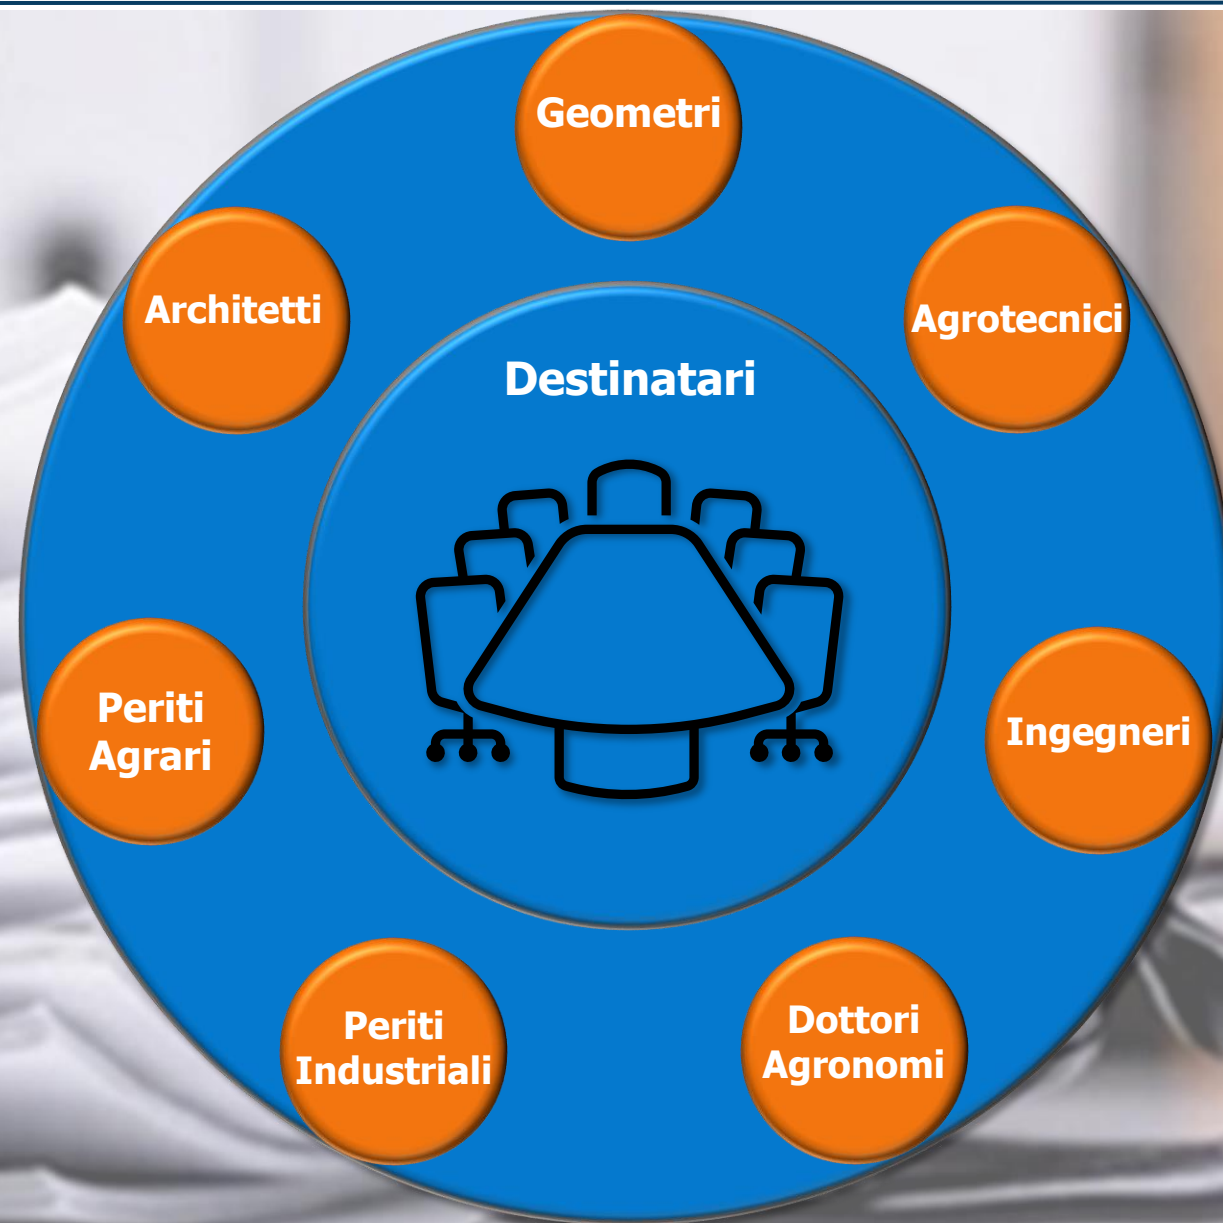 Geometri
Architetti
Agrotecnici
Destinatari
Periti
Agrari
Ingegneri
Periti
Industriali
Dottori
Agronomi